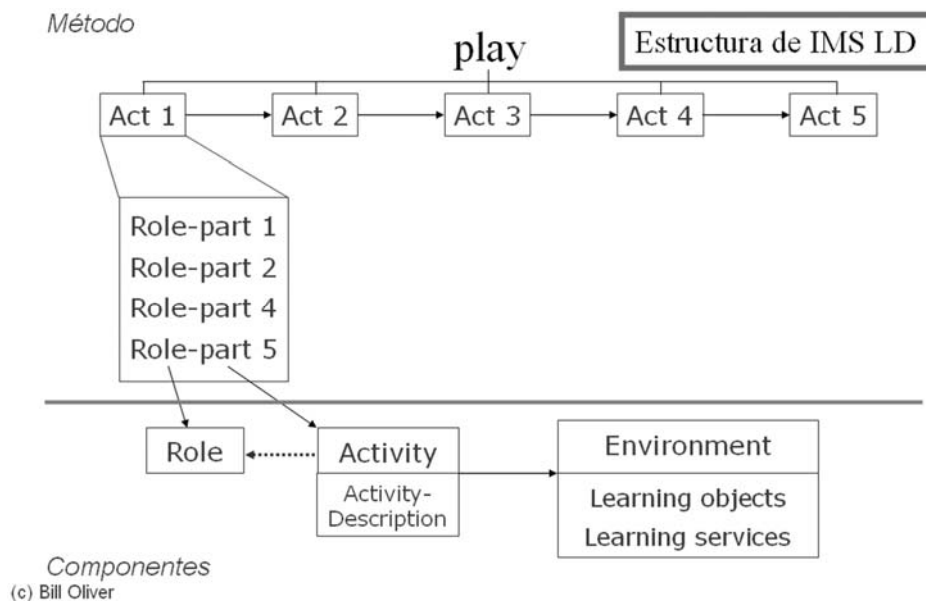 Método
Estructura de IMS LD
play
Act 1
Act 2
Act 3
Act 4
Act 5
Role-part 1
Role-part 2
Role-part 4
Role-part 5
Role
Activity
Activity-
Description
Environment
Learning objects
Learning services
Componentes
(c) Bill Oliver